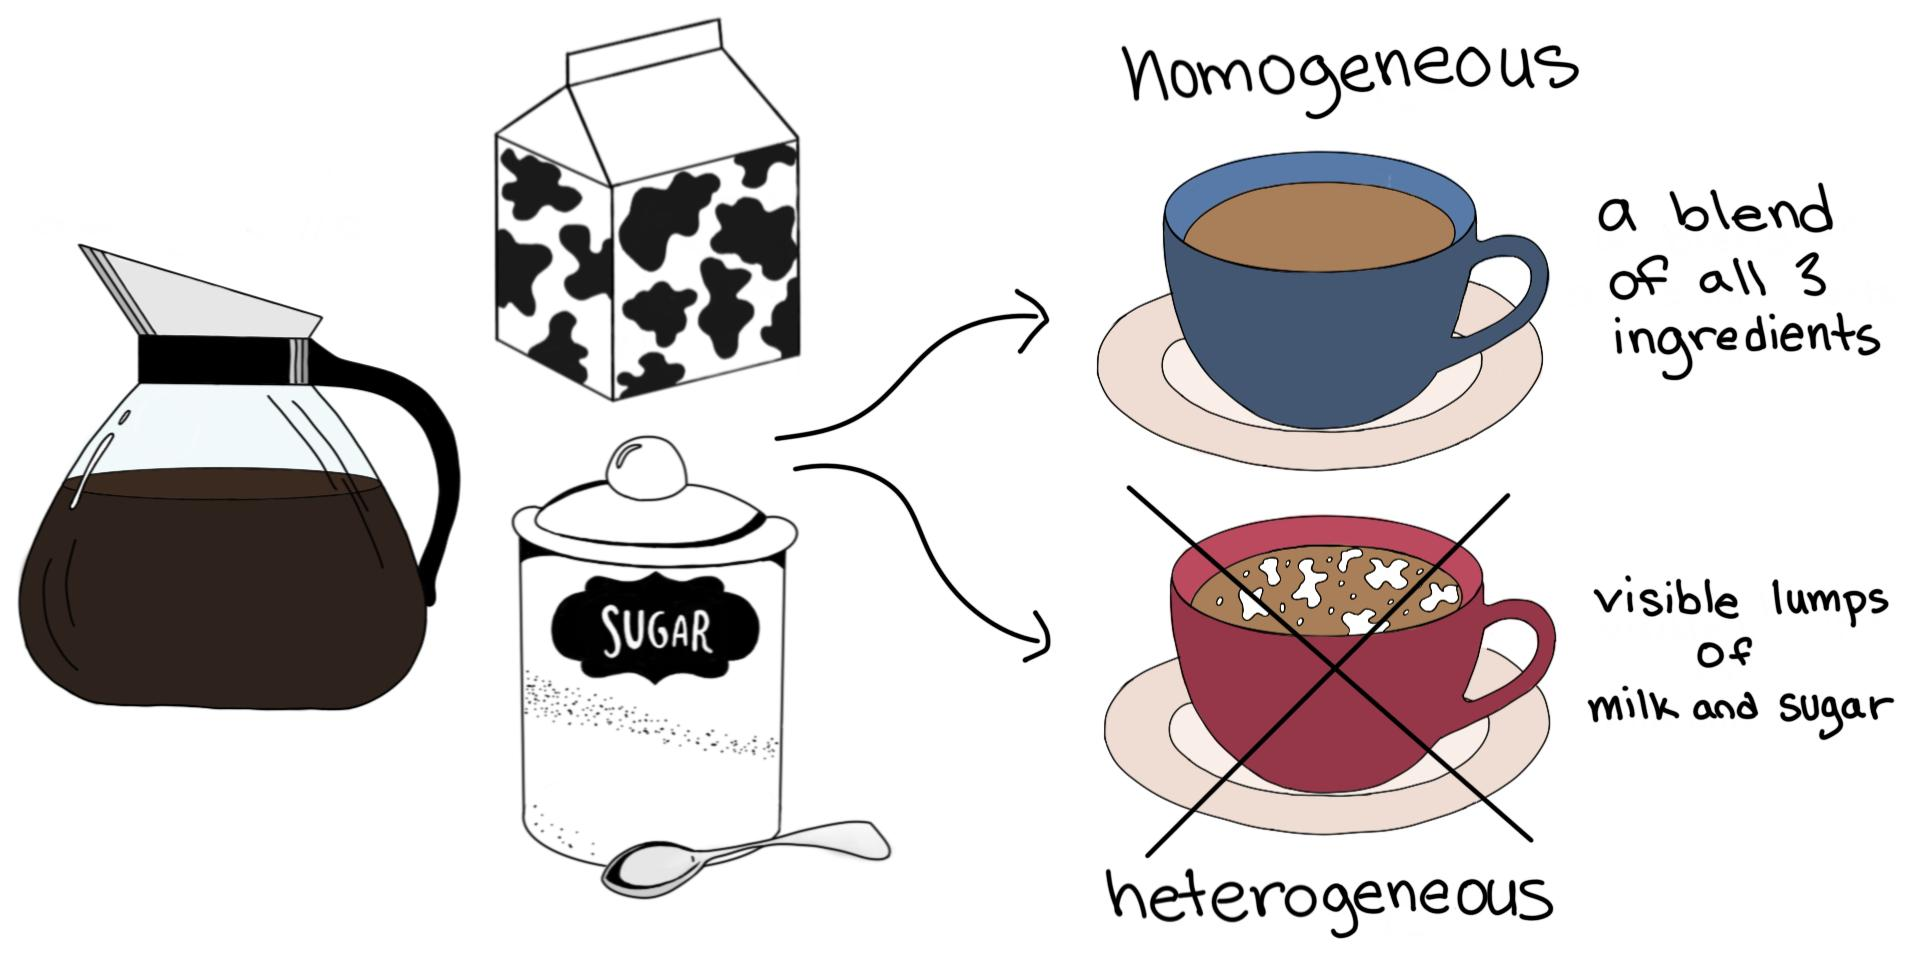 homogeneous
a blend
of all 3
ingredients
SUGAR
visible lumps
of
milk and sugar
heterogeneous